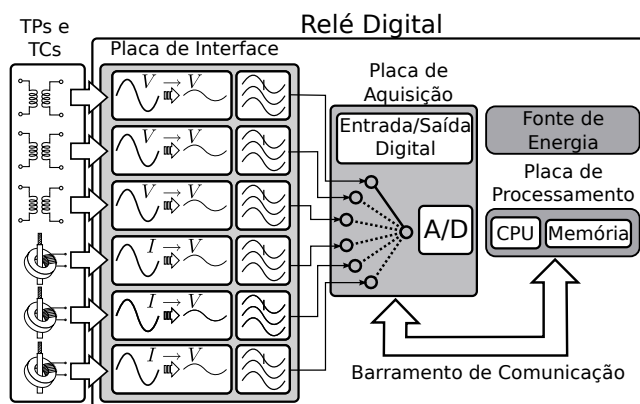 TPs e
TCs
Relé Digital
Placa de Interface
V → V
V → V
V → V
I → V
I → V
I → V
Placa de
Aquisição
Entrada/Saída
Digital
A/D
Fonte de
Energia
Placa de
Processamento
CPU
Memória
Barramento de Comunicação